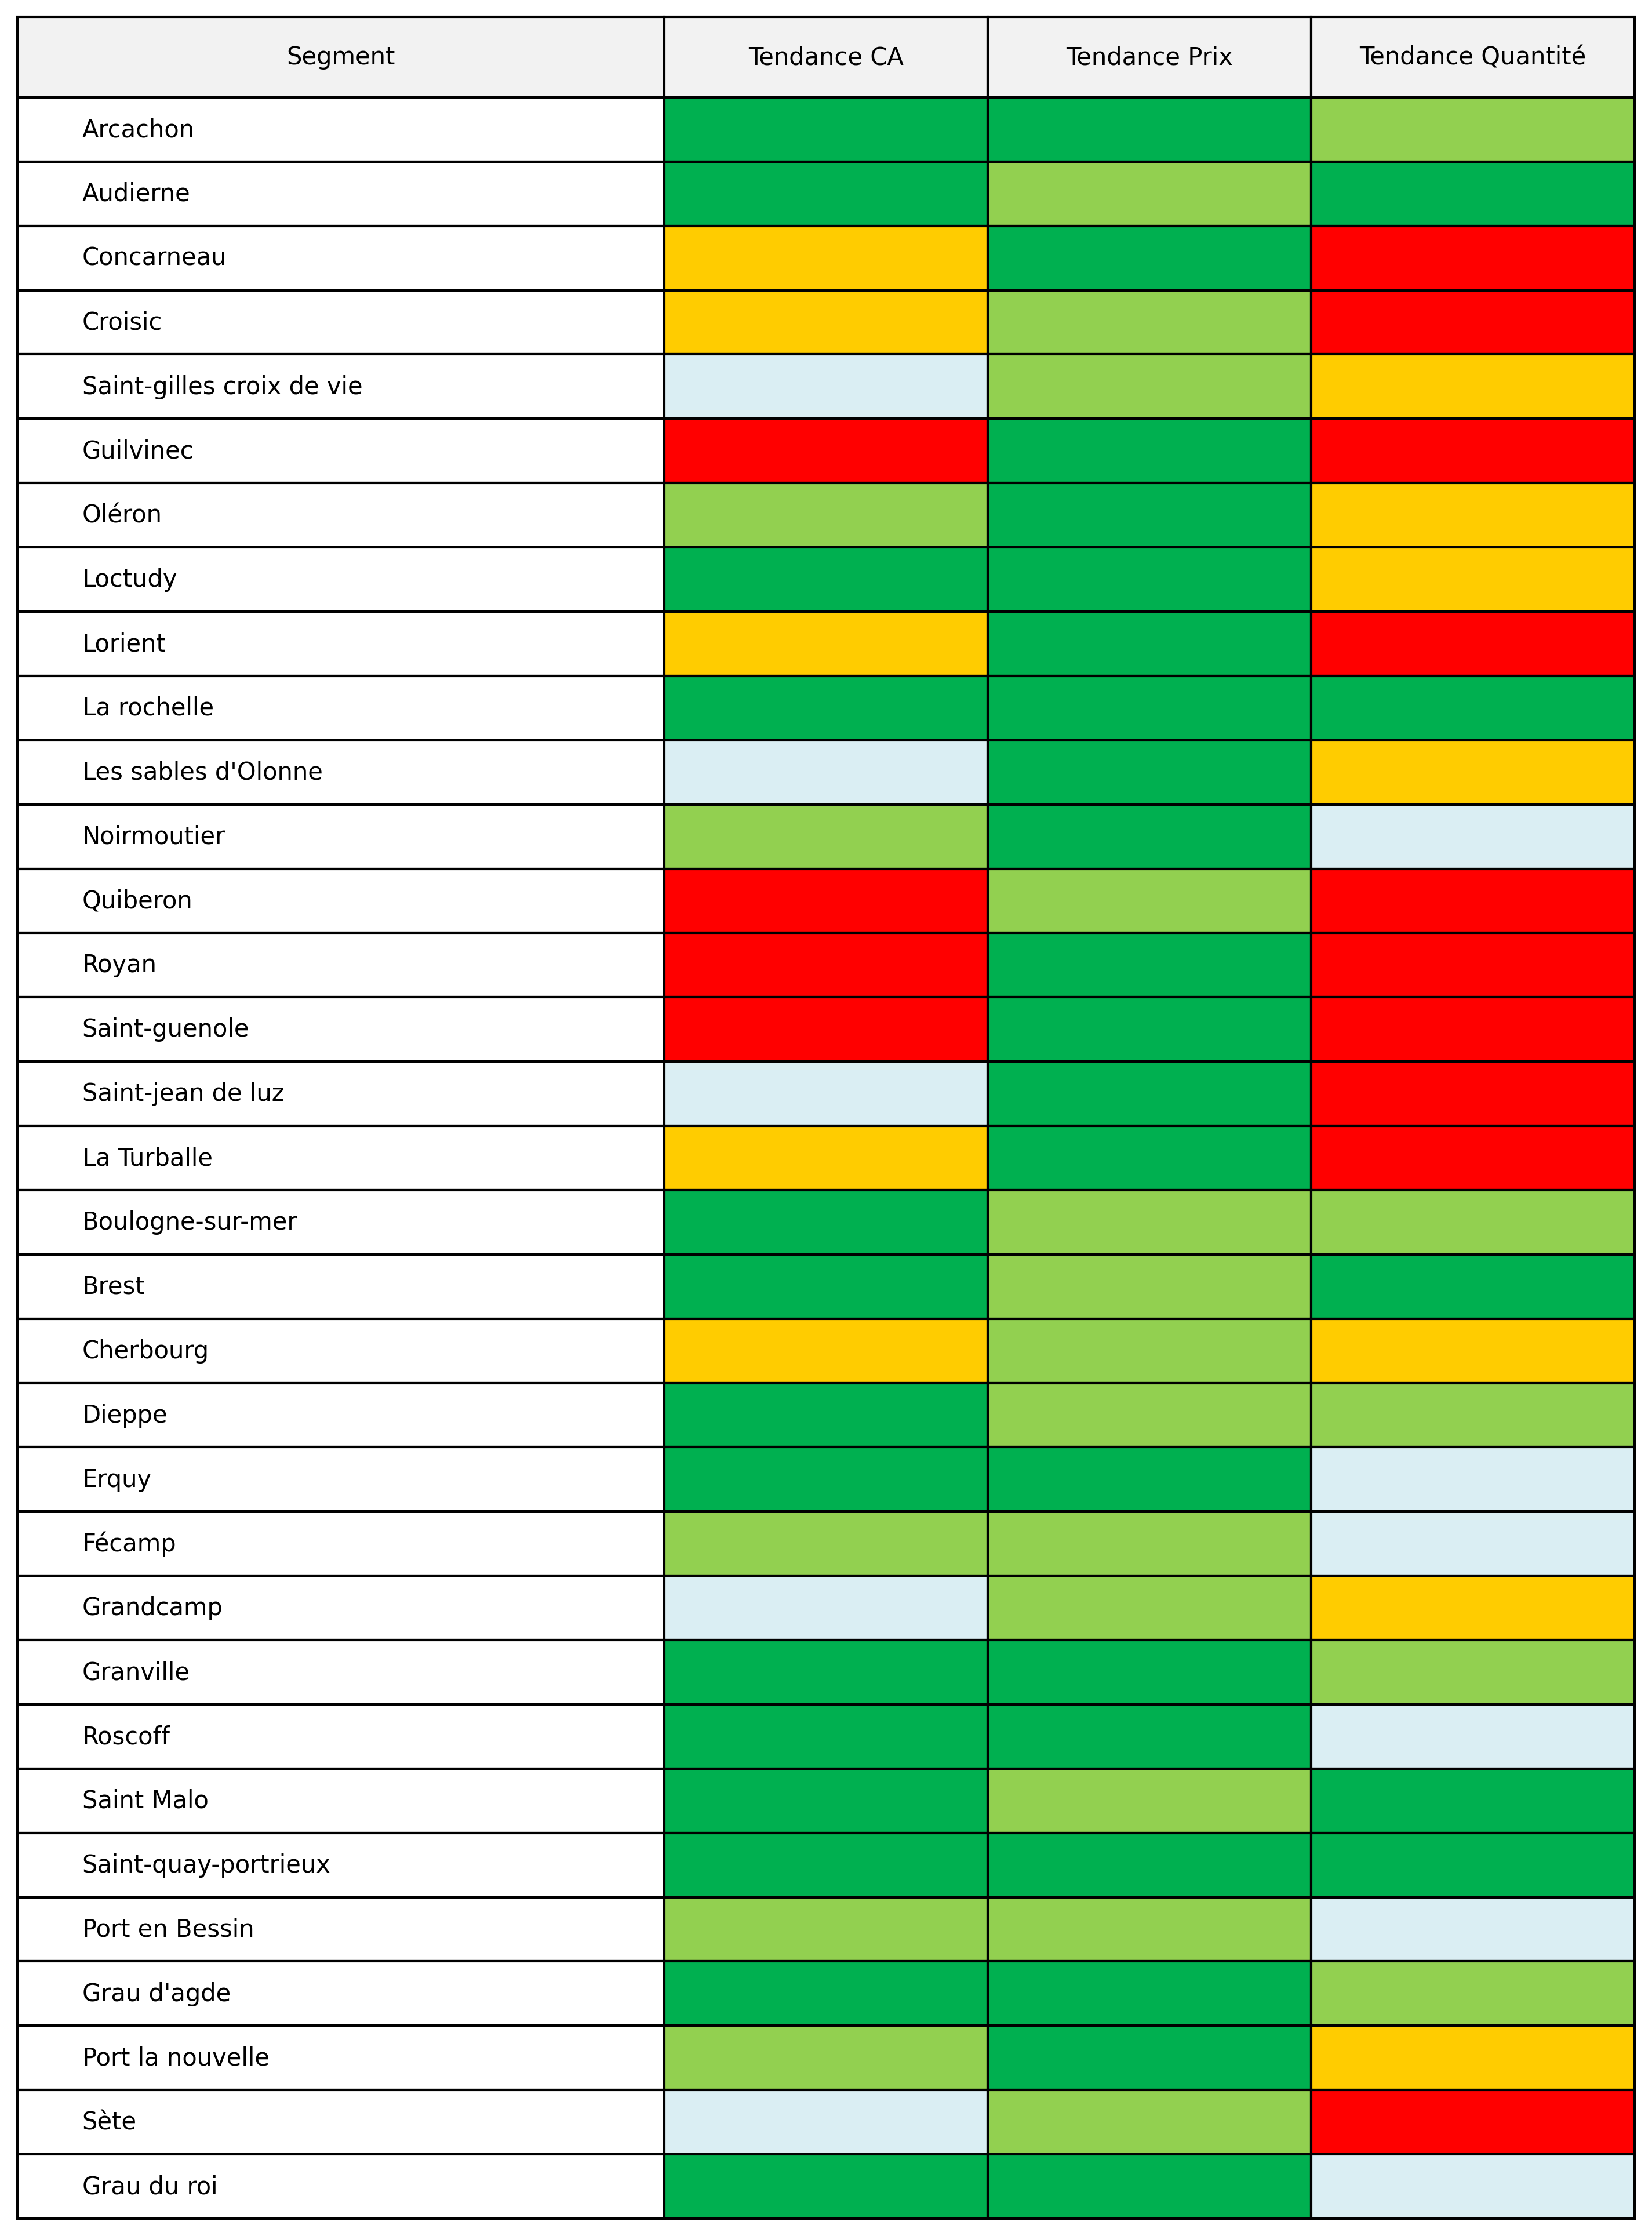 Segment Tendance CA Tendance Prix Tendance Quantité
Arcachon
Audierne
Concarneau
Croisic
Saint-gilles croix de vie
Guilvinec
Oléron
Loctudy
Lorient
La rochelle
Les sables d'Olonne
Noirmoutier
Quiberon
Royan
Saint-guenole
Saint-jean de luz
La Turballe
Boulogne-sur-mer
Brest
Cherbourg
Dieppe
Erquy
Fécamp
Grandcamp
Granville
Roscoff
Saint Malo
Saint-quay-portrieux
Port en Bessin
Grau d'agde
Port la nouvelle
Sète
Grau du roi